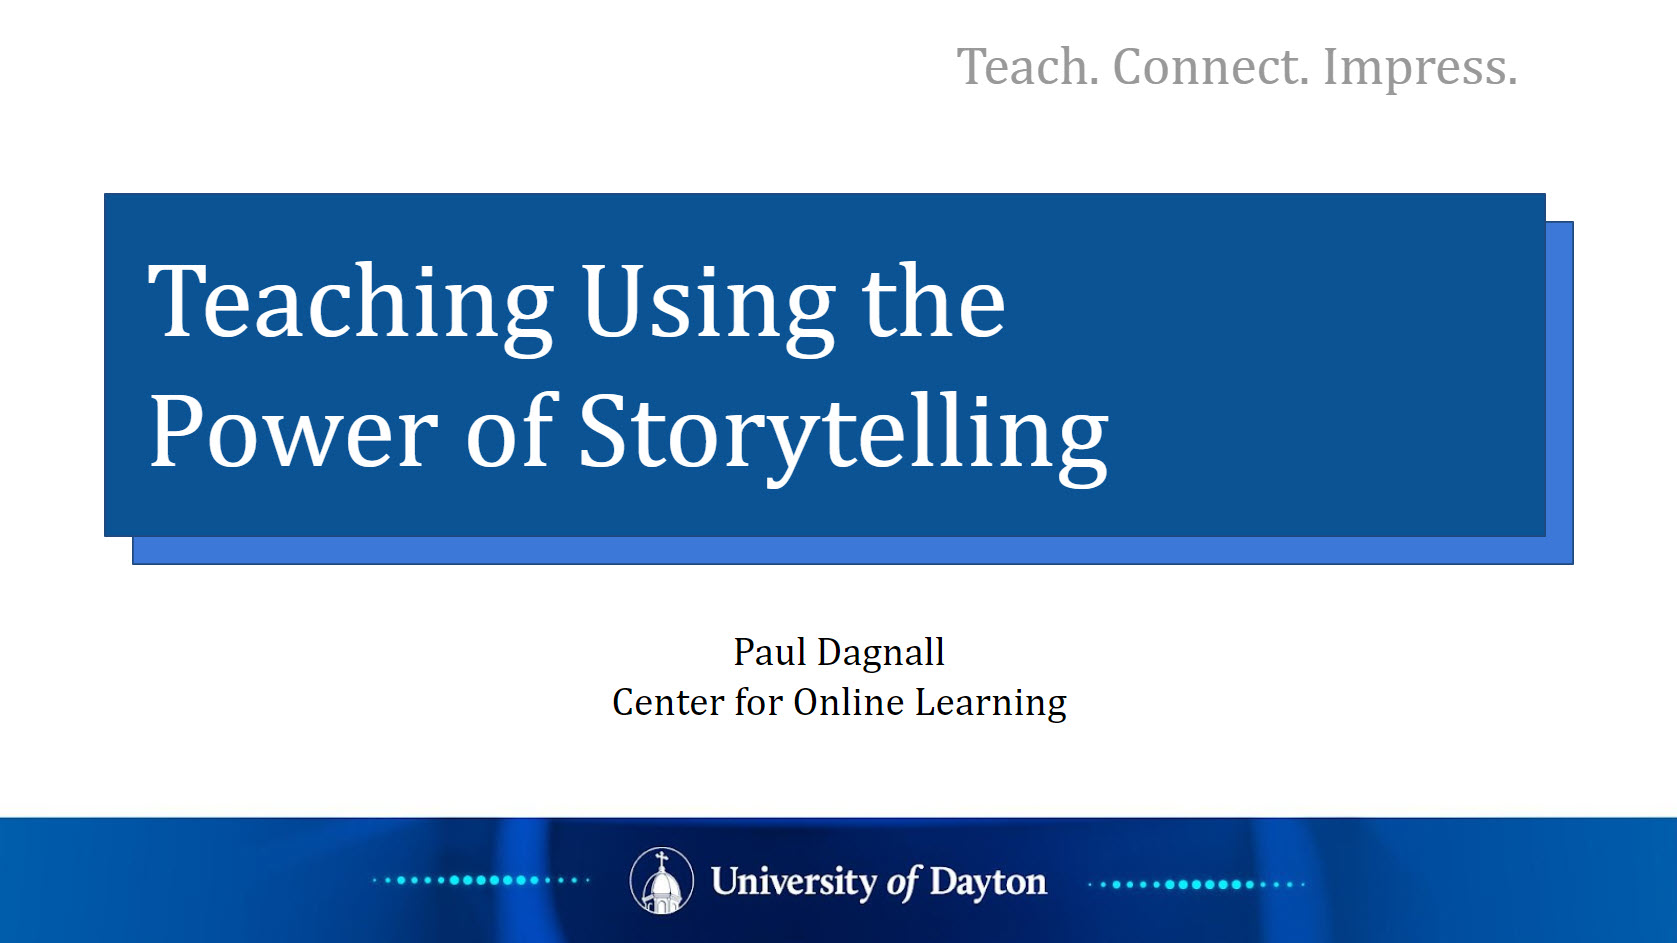 Teach. Connect. Impress.
Teaching Using the
Power of Storytelling
Paul Dagnall
Center for Online Learning
University of Dayton